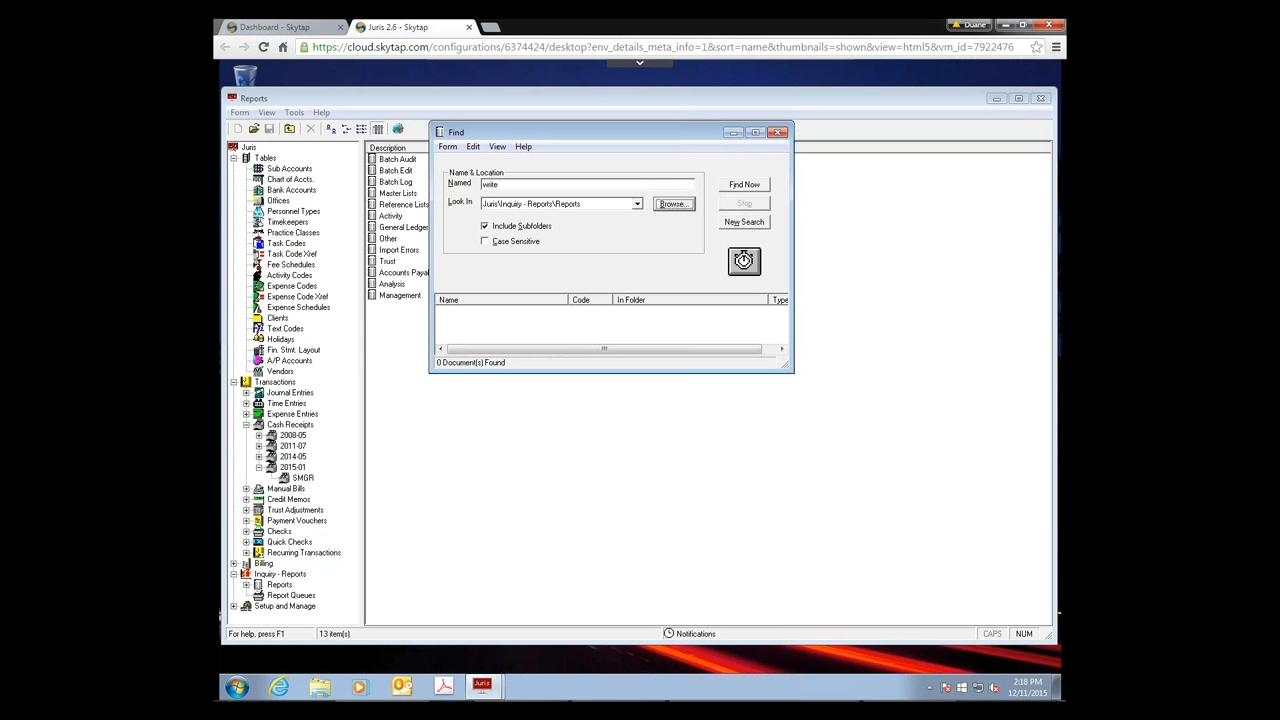 Dashboard - Skytap
Juris 2.6 - Skytap
Duane
https://cloud.skytap.com/configurations/6374424/desktop?env_details_meta_info=1&sort=name&thumbnails=shown&view=html5&vm_id=7922476
Reports
Form View Tools Help
Juris
Tables
Sub Accounts
Chart of Accts.
Bank Accounts
Offices
Personnel Types
Timekeepers
Practice Classes
Task Codes
Task Code Xref
Fee Schedules
Activity Codes
Expense Codes
Expense Code Xref
Expense Schedules
Clients
Text Codes
Holidays
Fin. Stmt. Layout
A/P Accounts
Vendors
Transactions
Journal Entries
Time Entries
Expense Entries
Cash Receipts
2008-05
2011-07
2014-05
2015-01
SMGR
Manual Bills
Credit Memos
Trust Adjustments
Payment Vouchers
Checks
Quick Checks
Recurring Transactions
Billing
Inquiry - Reports
Reports
Report Queues
Setup and Manage
Description
Batch Audit
Batch Edit
Batch Log
Master Lists
Reference Lists
Activity
General Ledger
Other
Import Errors
Trust
Accounts Payal
Analysis
Management
Find
Form Edit View Help
Name & Location
Named write
Look In Juris\Inquiry - Reports\Reports Browse...
Include Subfolders
Case Sensitive
Find Now
Stop
New Search
Name Code In Folder Type
0 Document(s) Found
For help, press F1 13 item(s) Notifications CAPS NUM
Juris
2:18 PM
12/11/2015